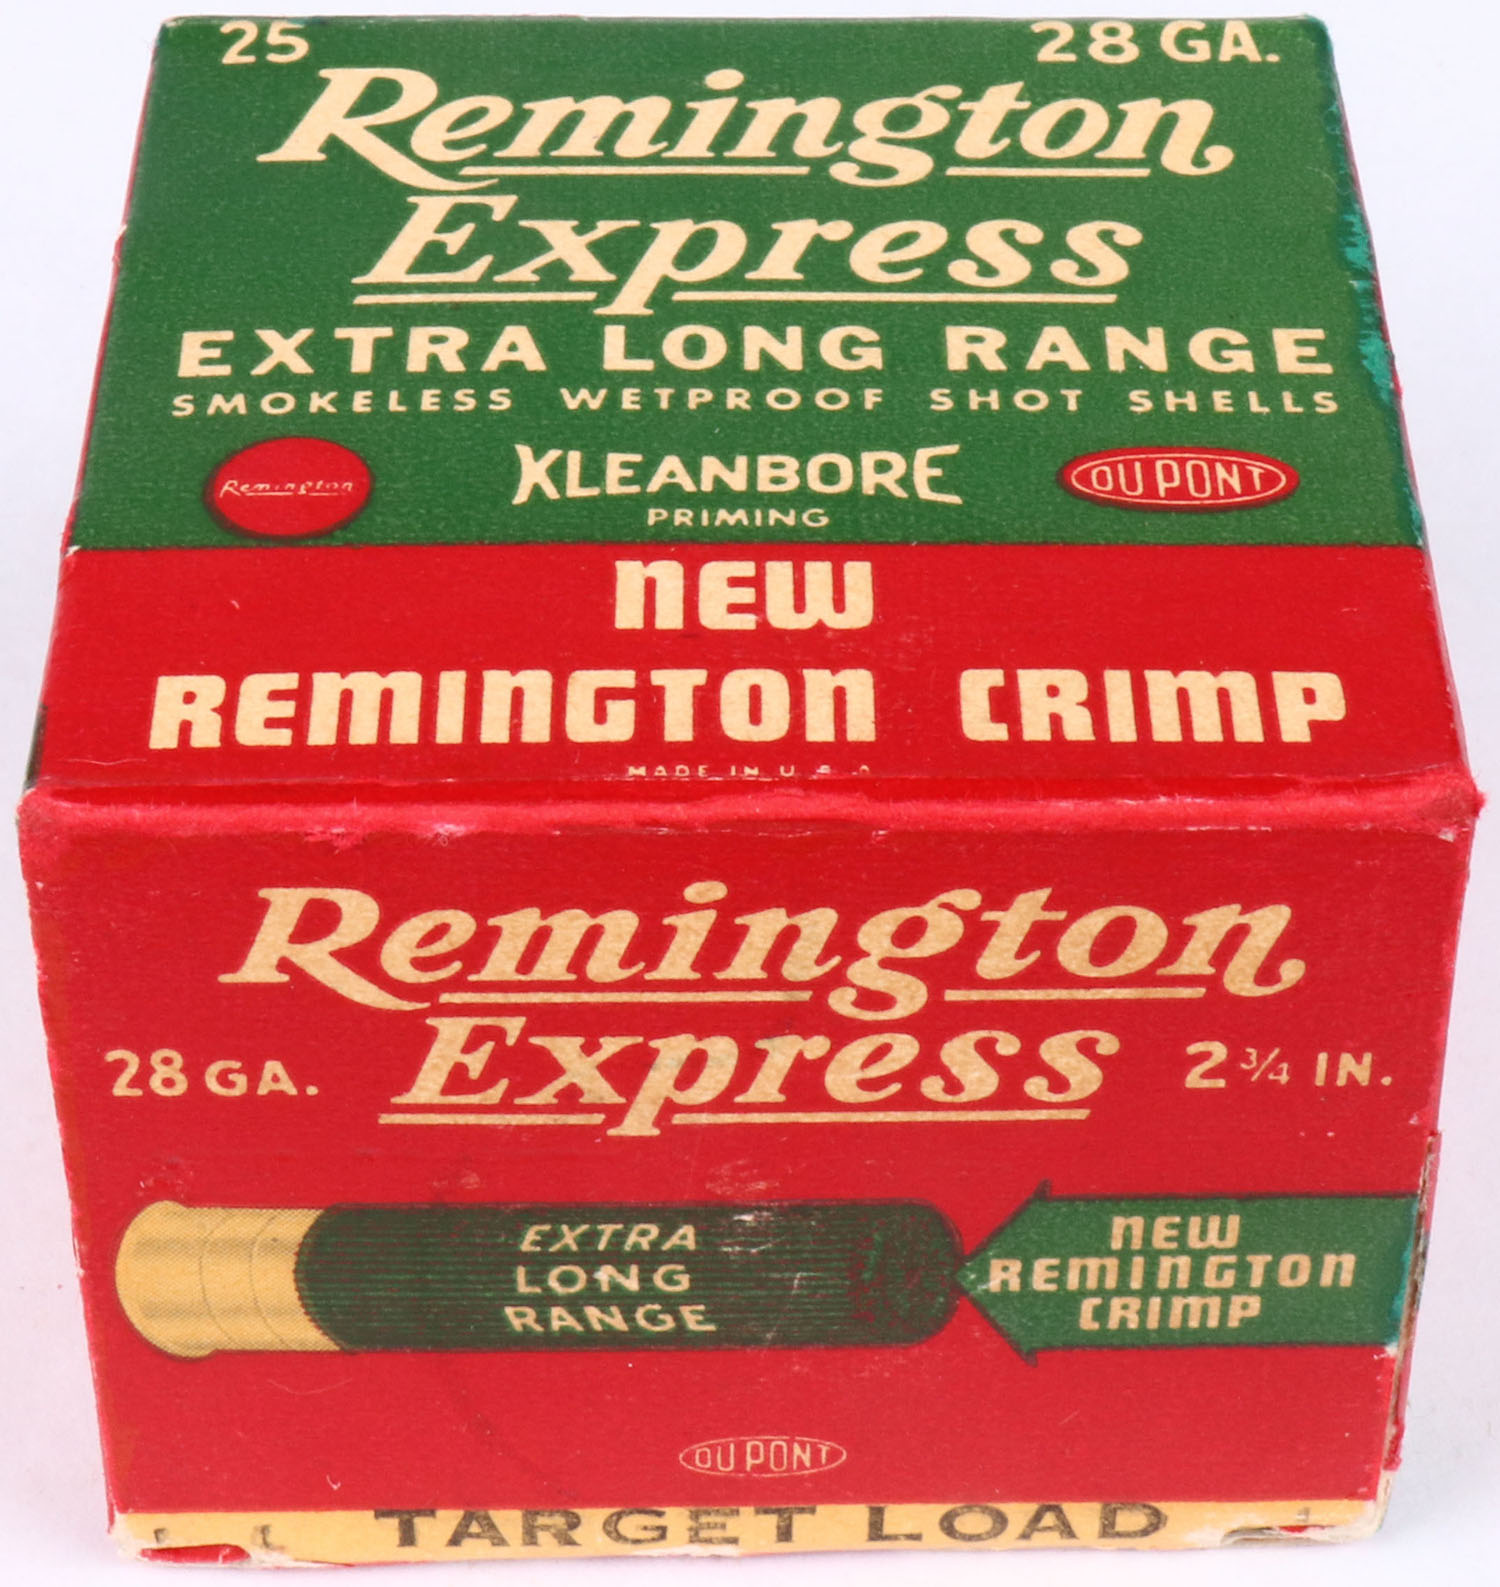 25 28 GA.
Remington
Express
EXTRA LONG RANGE
SMOKELESS WETPROOF SHOT SHELLS
Remington
KLEANBORE
PRIMING
DU PONT
NEW
REMINGTON CRIMP
MADE IN U S A
Remington
Express
28 GA.
2 3/4 IN.
EXTRA
LONG
RANGE
NEW
REMINGTON
CRIMP
DU PONT
TARGET LOAD